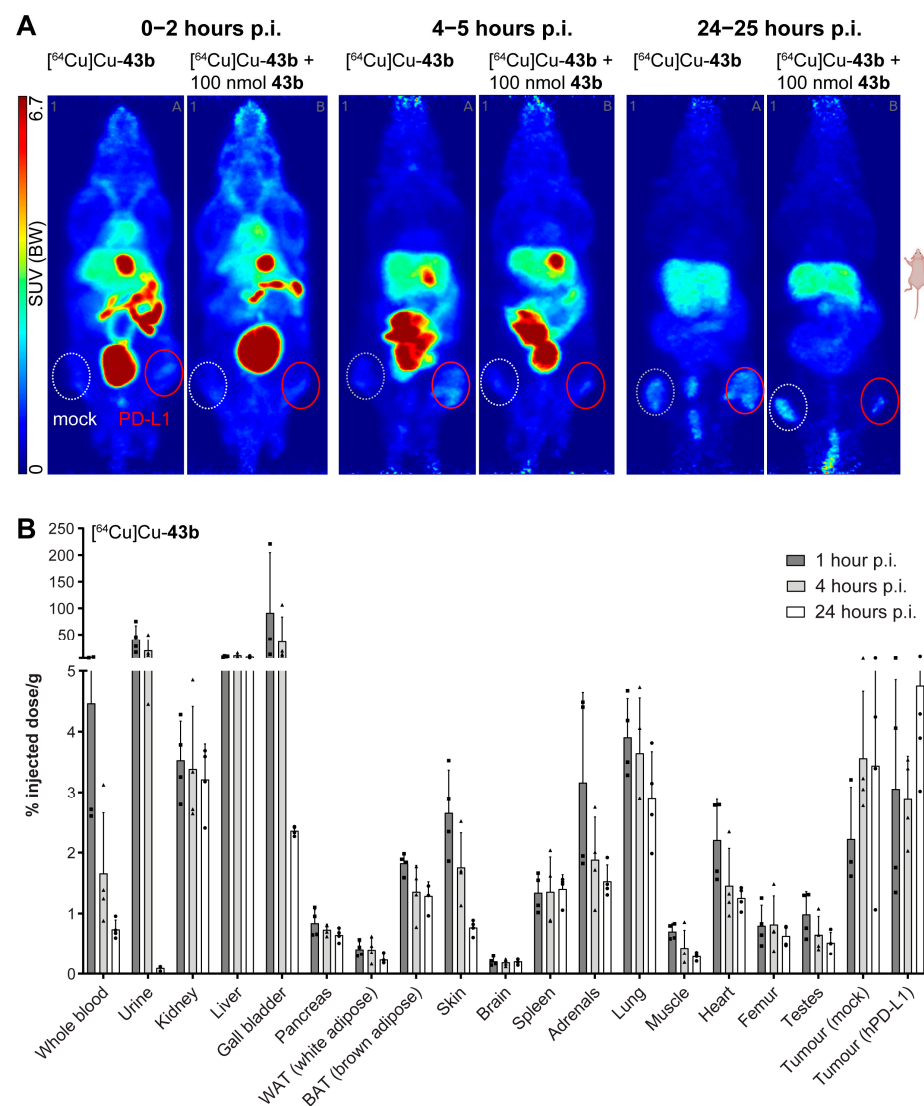 A
0−2 hours p.i.
4−5 hours p.i.
24−25 hours p.i.
[⁶⁴Cu]Cu-43b
[⁶⁴Cu]Cu-43b +
100 nmol 43b
[⁶⁴Cu]Cu-43b
[⁶⁴Cu]Cu-43b +
100 nmol 43b
[⁶⁴Cu]Cu-43b
[⁶⁴Cu]Cu-43b +
100 nmol 43b
6.7
SUV (BW)
0
1
A
1
B
1
A
1
B
1
A
1
B
mock
PD-L1
B
[⁶⁴Cu]Cu-43b
1 hour p.i.
4 hours p.i.
24 hours p.i.
% injected dose/g
250
200
150
100
50
5
4
3
2
1
0
Whole blood
Urine
Kidney
Liver
Gall bladder
Pancreas
WAT (white adipose)
BAT (brown adipose)
Skin
Brain
Spleen
Adrenals
Lung
Muscle
Heart
Femur
Testes
Tumour (mock)
Tumour (hPD-L1)